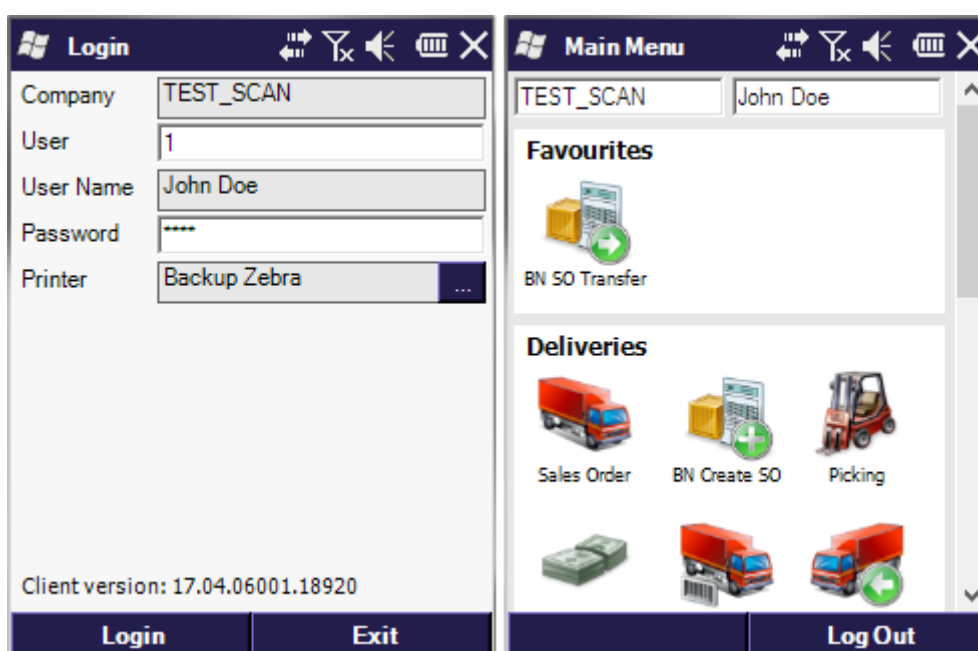 Login
Company TEST_SCAN
User 1
User Name John Doe
Password ****
Printer Backup Zebra ...
Client version: 17.04.06001.18920
Login Exit
Main Menu
TEST_SCAN John Doe
Favourites
BN SO Transfer
Deliveries
Sales Order BN Create SO Picking
Log Out